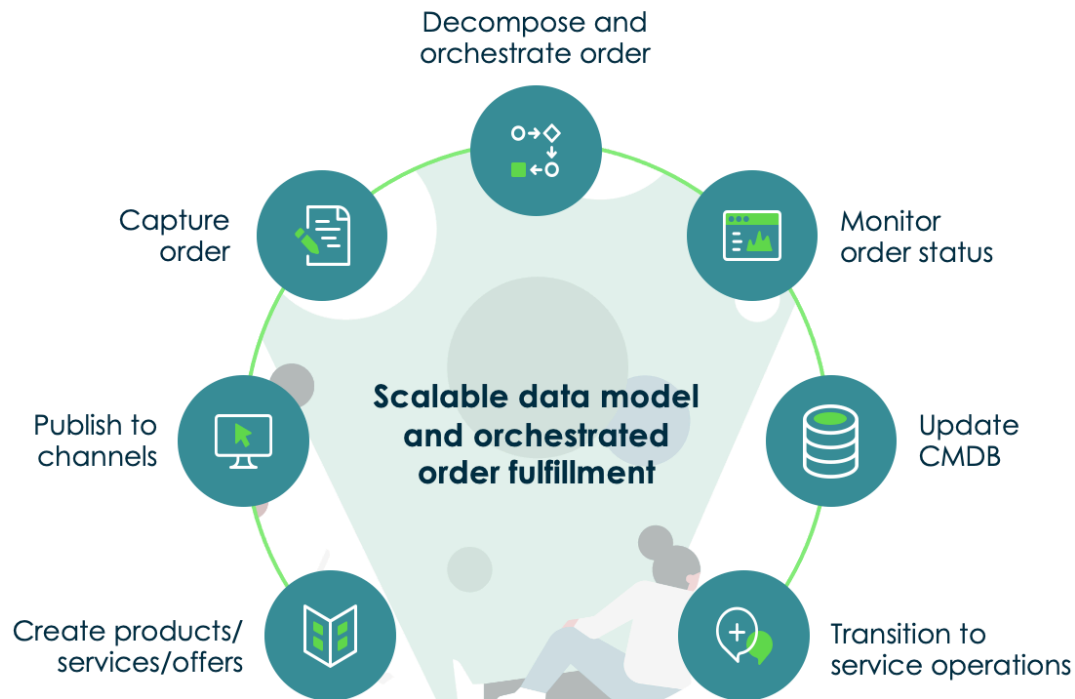 Decompose and
orchestrate order
Capture
order
Monitor
order status
Scalable data model
and orchestrated
order fulfillment
Publish to
channels
Update
CMDB
Create products/
services/offers
Transition to
service operations